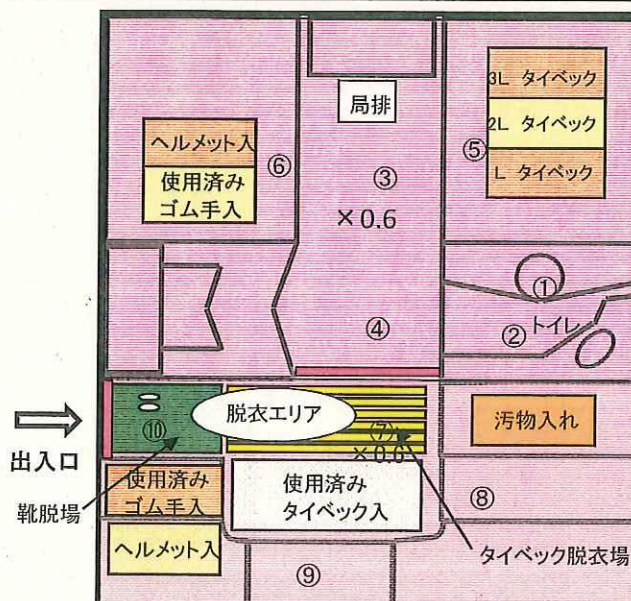 局排
3L タイベック
2L タイベック
L タイベック
⑤
ヘルメット入
使用済み
ゴム手入
⑥
③
×0.6
①
②
トイレ
④
出入口
靴脱場
⑩
脱衣エリア
⑦
×0.6
汚物入れ
使用済み
ゴム手入
ヘルメット入
使用済み
タイベック入
⑧
タイベック脱衣場
⑨